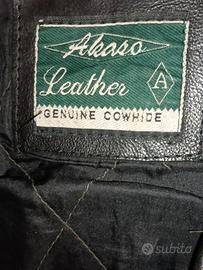 Akaso
Leather
A
GENUINE COWHIDE
subito